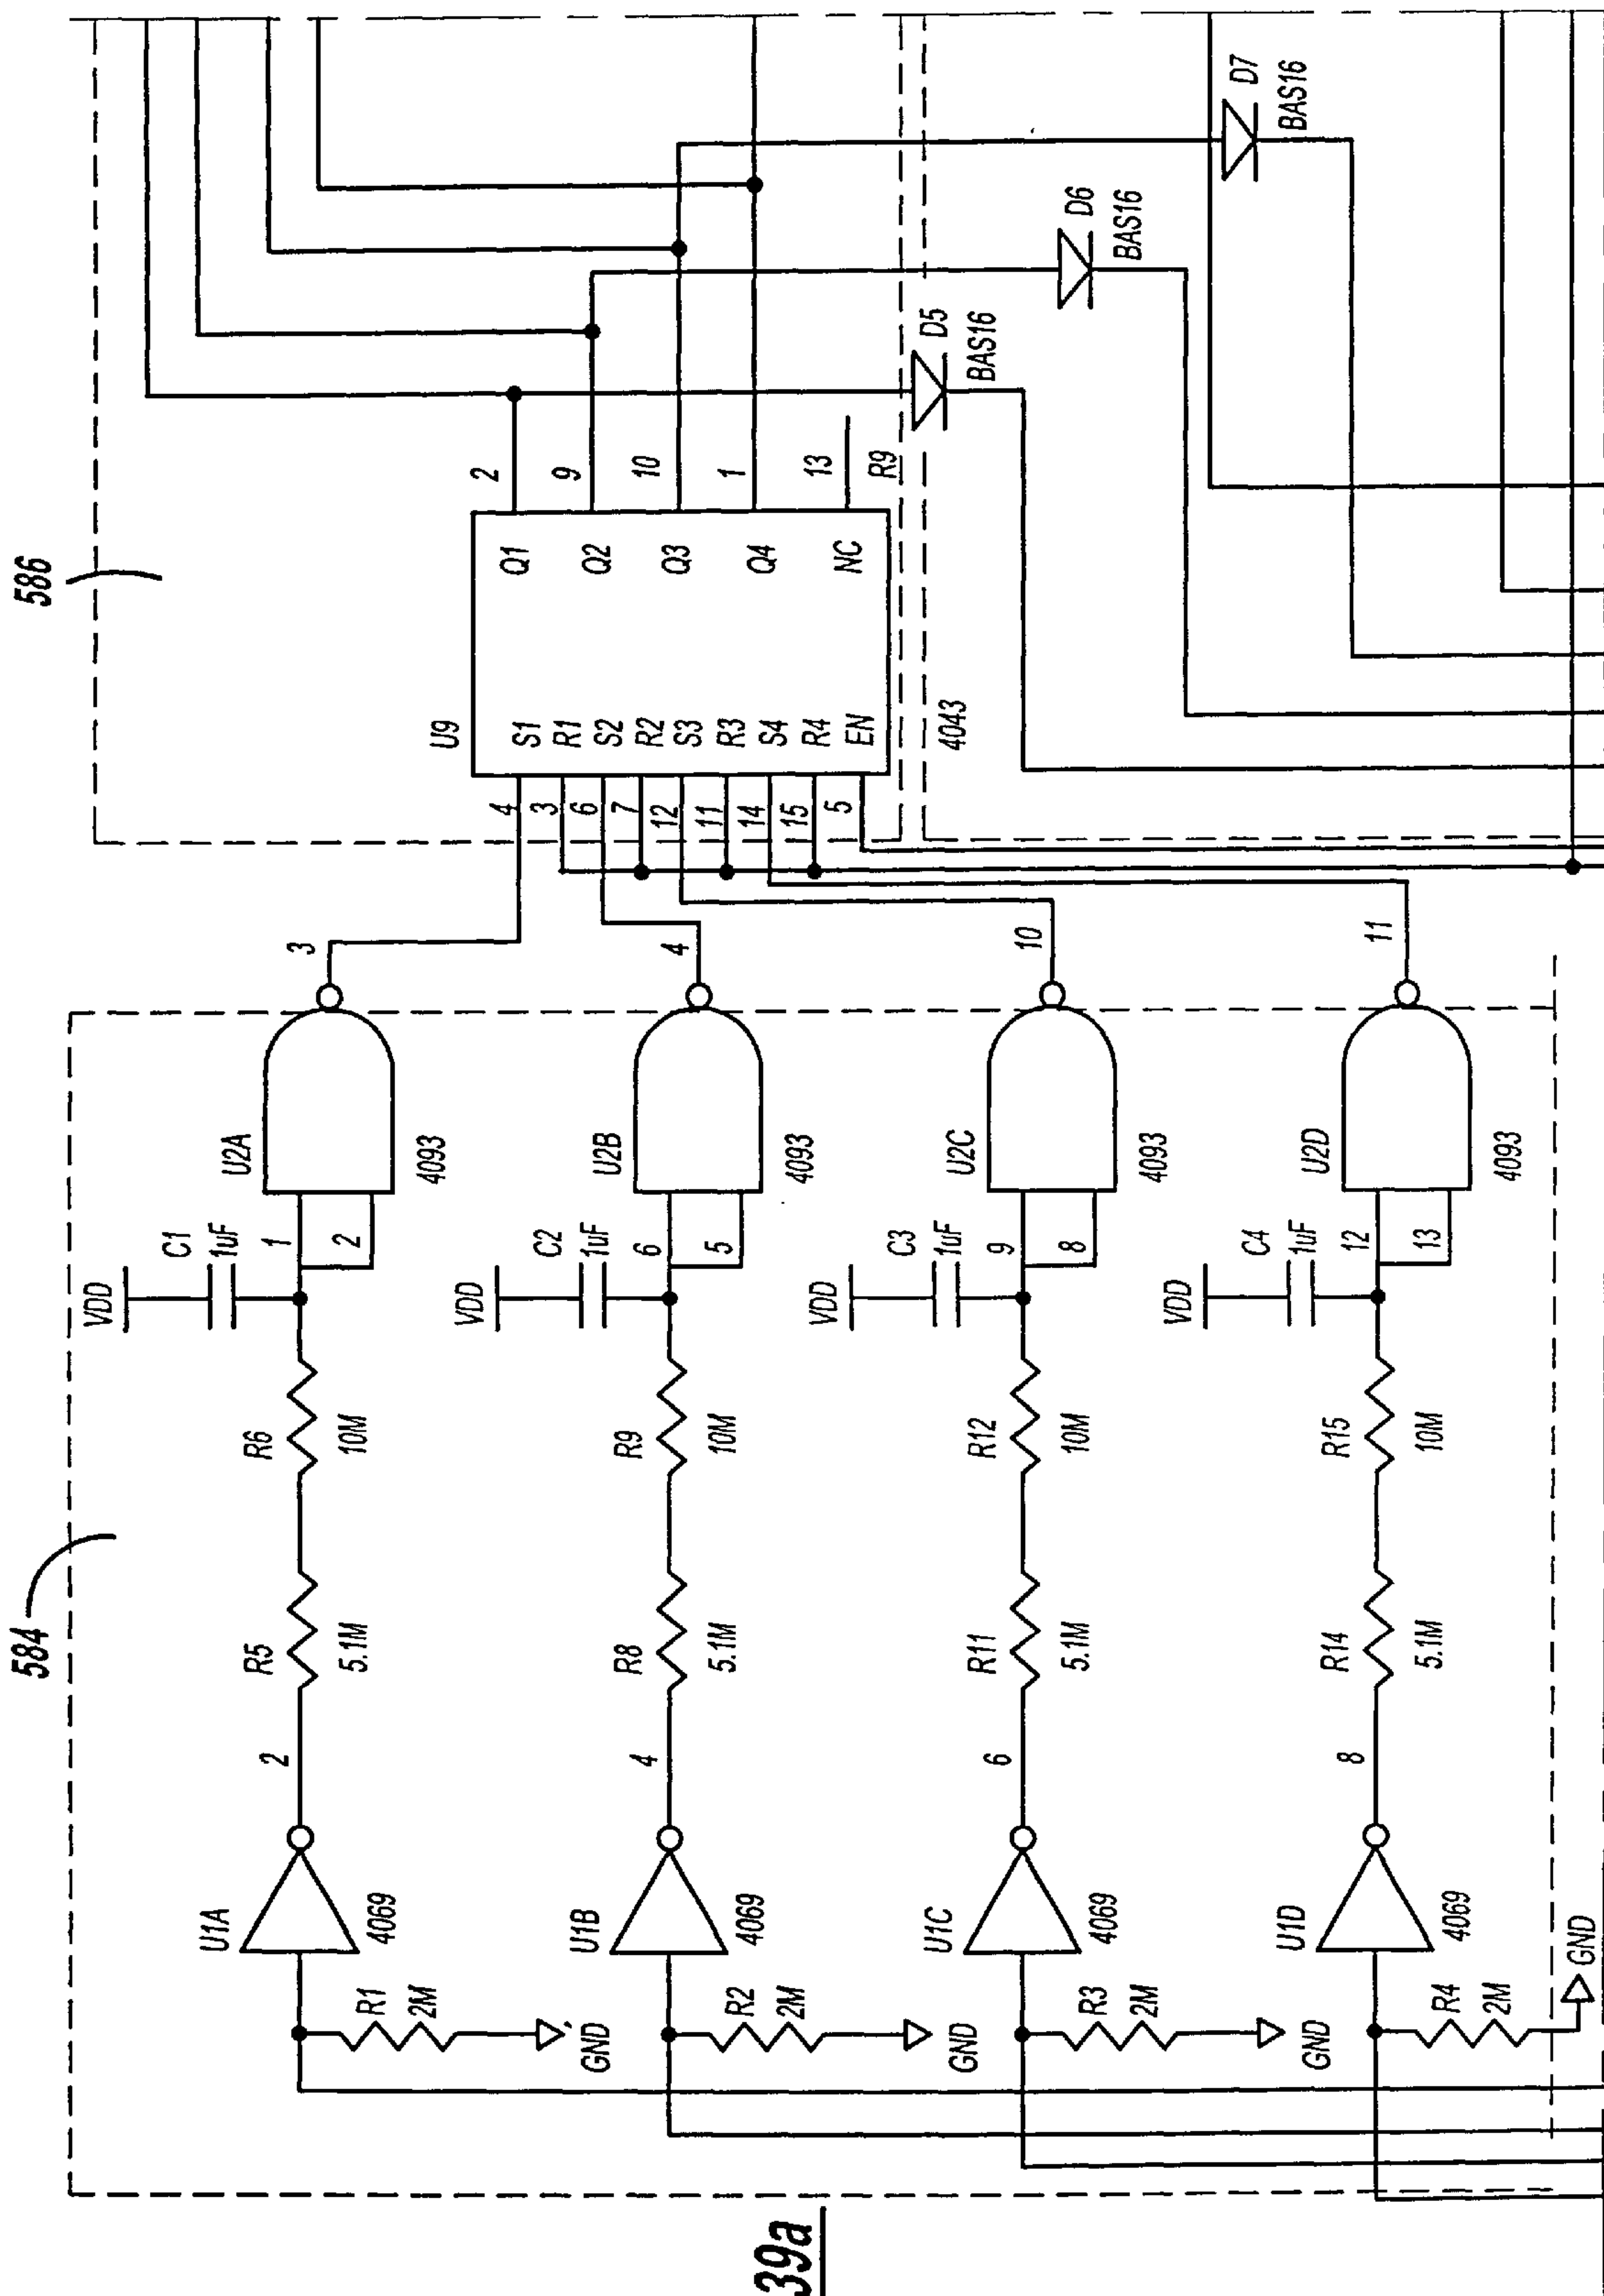 39a
584
586
U1A
4069
R1
2M
GND
2
R5
5.1M
R6
10M
VDD
C1
1uF
1
2
U2A
4093
3
U1B
4069
R2
2M
GND
4
R8
5.1M
R9
10M
VDD
C2
1uF
6
5
U2B
4093
4
U1C
4069
R3
2M
GND
6
R11
5.1M
R12
10M
VDD
C3
1uF
9
8
U2C
4093
10
U1D
4069
R4
2M
GND
8
R14
5.1M
R15
10M
VDD
C4
1uF
12
13
U2D
4093
11
U9
4 S1
3 R1
6 S2
7 R2
12 S3
11 R3
14 S4
15 R4
5 EN
4043
Q1 2
Q2 9
Q3 10
Q4 1
NC 13
R9
D5
BAS16
D6
BAS16
D7
BAS16